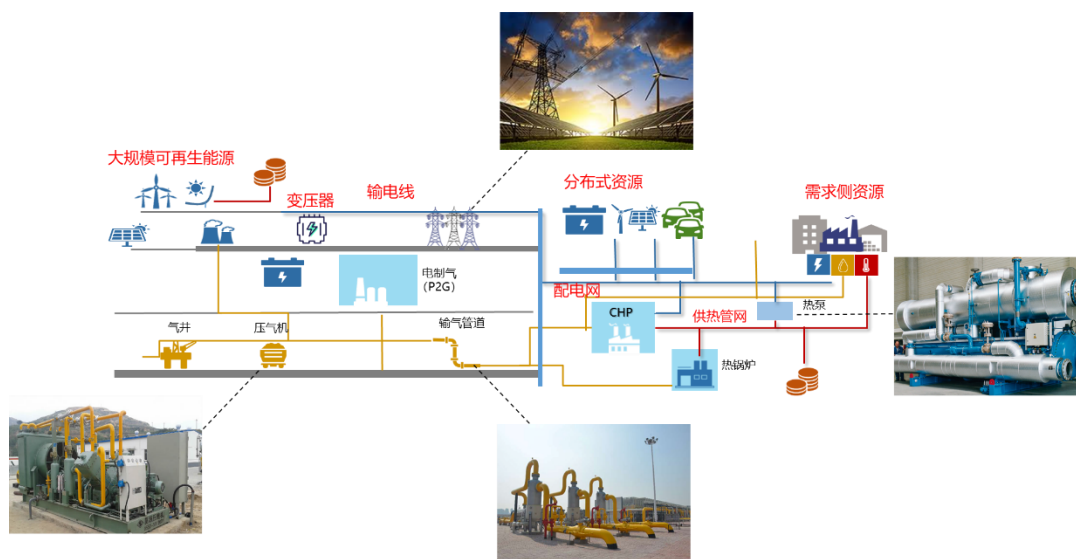 大规模可再生能源
变压器
输电线
分布式资源
需求侧资源
电制气
（P2G）
配电网
CHP
供热管网
热泵
气井
压气机
输气管道
热锅炉